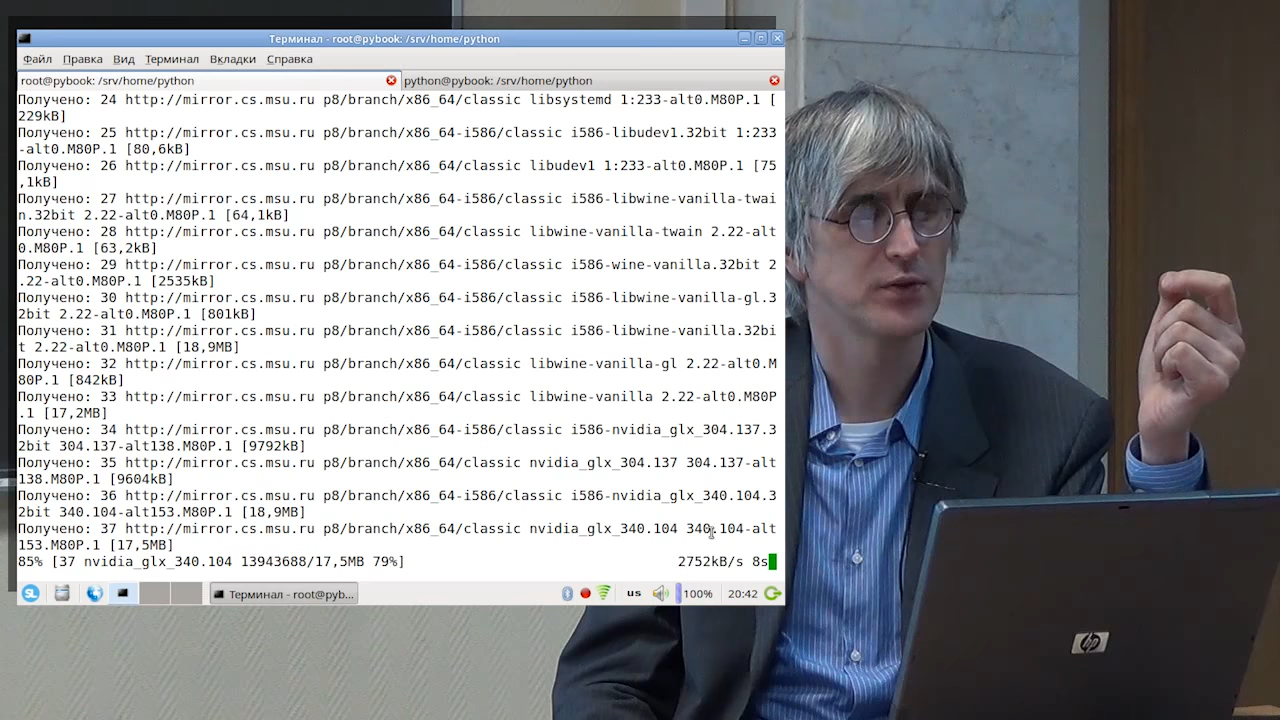 Терминал - root@pybook: /srv/home/python
Файл Правка Вид Терминал Вкладки Справка
root@pybook: /srv/home/python python@pybook: /srv/home/python
Получено: 24 http://mirror.cs.msu.ru p8/branch/x86_64/classic libsystemd 1:233-alt0.M80P.1 [
229kB]
Получено: 25 http://mirror.cs.msu.ru p8/branch/x86_64-i586/classic i586-libudev1.32bit 1:233
-alt0.M80P.1 [80,6kB]
Получено: 26 http://mirror.cs.msu.ru p8/branch/x86_64/classic libudev1 1:233-alt0.M80P.1 [75
,1kB]
Получено: 27 http://mirror.cs.msu.ru p8/branch/x86_64-i586/classic i586-libwine-vanilla-twai
n.32bit 2.22-alt0.M80P.1 [64,1kB]
Получено: 28 http://mirror.cs.msu.ru p8/branch/x86_64/classic libwine-vanilla-twain 2.22-alt
0.M80P.1 [63,2kB]
Получено: 29 http://mirror.cs.msu.ru p8/branch/x86_64-i586/classic i586-wine-vanilla.32bit 2
.22-alt0.M80P.1 [2535kB]
Получено: 30 http://mirror.cs.msu.ru p8/branch/x86_64-i586/classic i586-libwine-vanilla-gl.3
2bit 2.22-alt0.M80P.1 [801kB]
Получено: 31 http://mirror.cs.msu.ru p8/branch/x86_64-i586/classic i586-libwine-vanilla.32bi
t 2.22-alt0.M80P.1 [18,9MB]
Получено: 32 http://mirror.cs.msu.ru p8/branch/x86_64/classic libwine-vanilla-gl 2.22-alt0.M
80P.1 [842kB]
Получено: 33 http://mirror.cs.msu.ru p8/branch/x86_64/classic libwine-vanilla 2.22-alt0.M80P
.1 [17,2MB]
Получено: 34 http://mirror.cs.msu.ru p8/branch/x86_64-i586/classic i586-nvidia_glx_304.137.3
2bit 304.137-alt138.M80P.1 [9792kB]
Получено: 35 http://mirror.cs.msu.ru p8/branch/x86_64/classic nvidia_glx_304.137 304.137-alt
138.M80P.1 [9604kB]
Получено: 36 http://mirror.cs.msu.ru p8/branch/x86_64-i586/classic i586-nvidia_glx_340.104.3
2bit 340.104-alt153.M80P.1 [18,9MB]
Получено: 37 http://mirror.cs.msu.ru p8/branch/x86_64/classic nvidia_glx_340.104 340.104-alt
153.M80P.1 [17,5MB]
85% [37 nvidia_glx_340.104 13943688/17,5MB 79%] 2752kB/s 8s
SL Терминал - root@pyb... us 100% 20:42
hp